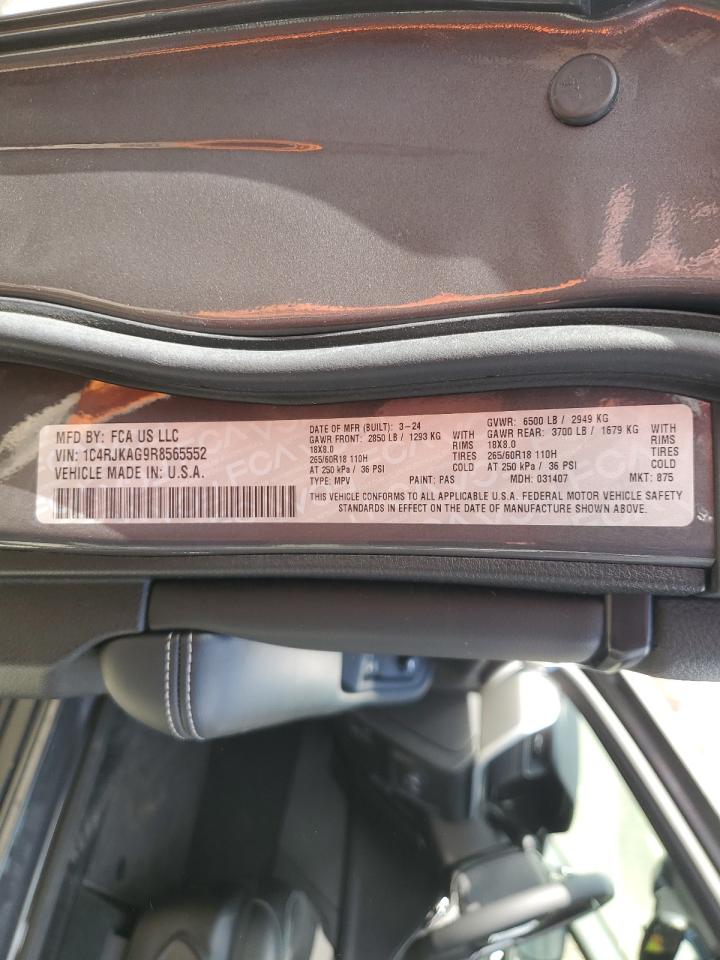 MFD BY: FCA US LLC
VIN: 1C4RJKAG9R8565552
VEHICLE MADE IN U.S.A.
DATE OF MFR (BUILT): 3-24
GAWR FRONT: 2850 LB / 1293 KG WITH
18X8.0 RIMS
265/60R18 110H TIRES
AT 250 kPa / 36 PSI COLD
GVWR: 6500 LB / 2949 KG
GAWR REAR: 3700 LB / 1679 KG WITH
18X8.0 RIMS
265/60R18 110H TIRES
AT 250 kPa / 36 PSI COLD
TYPE: MPV PAINT: PAS MDH: 031407 MKT: 875
THIS VEHICLE CONFORMS TO ALL APPLICABLE U.S.A. FEDERAL MOTOR VEHICLE SAFETY
STANDARDS IN EFFECT ON THE DATE OF MANUFACTURE SHOWN ABOVE.